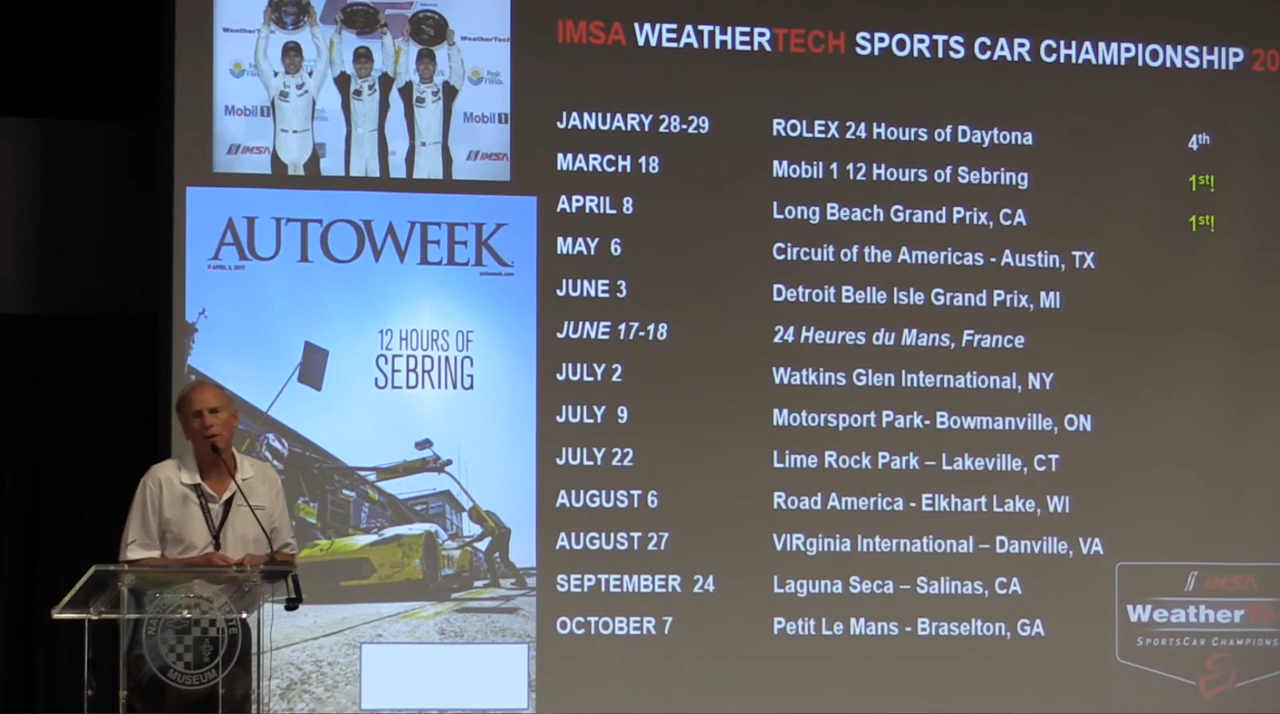 WeatherTech
WeatherTech
Mobil 1
Mobil 1
IMSA
IMSA
AUTOWEEK
autoweek.com
12 HOURS OF
SEBRING
IMSA WEATHERTECH SPORTS CAR CHAMPIONSHIP 20
JANUARY 28-29 ROLEX 24 Hours of Daytona 4th
MARCH 18 Mobil 1 12 Hours of Sebring 1st!
APRIL 8 Long Beach Grand Prix, CA 1st!
MAY 6 Circuit of the Americas - Austin, TX
JUNE 3 Detroit Belle Isle Grand Prix, MI
JUNE 17-18 24 Heures du Mans, France
JULY 2 Watkins Glen International, NY
JULY 9 Motorsport Park- Bowmanville, ON
JULY 22 Lime Rock Park – Lakeville, CT
AUGUST 6 Road America - Elkhart Lake, WI
AUGUST 27 VIRginia International – Danville, VA
SEPTEMBER 24 Laguna Seca – Salinas, CA
OCTOBER 7 Petit Le Mans - Braselton, GA
IMSA
WeatherTe
SPORTSCAR CHAMPIONS
MUSEUM